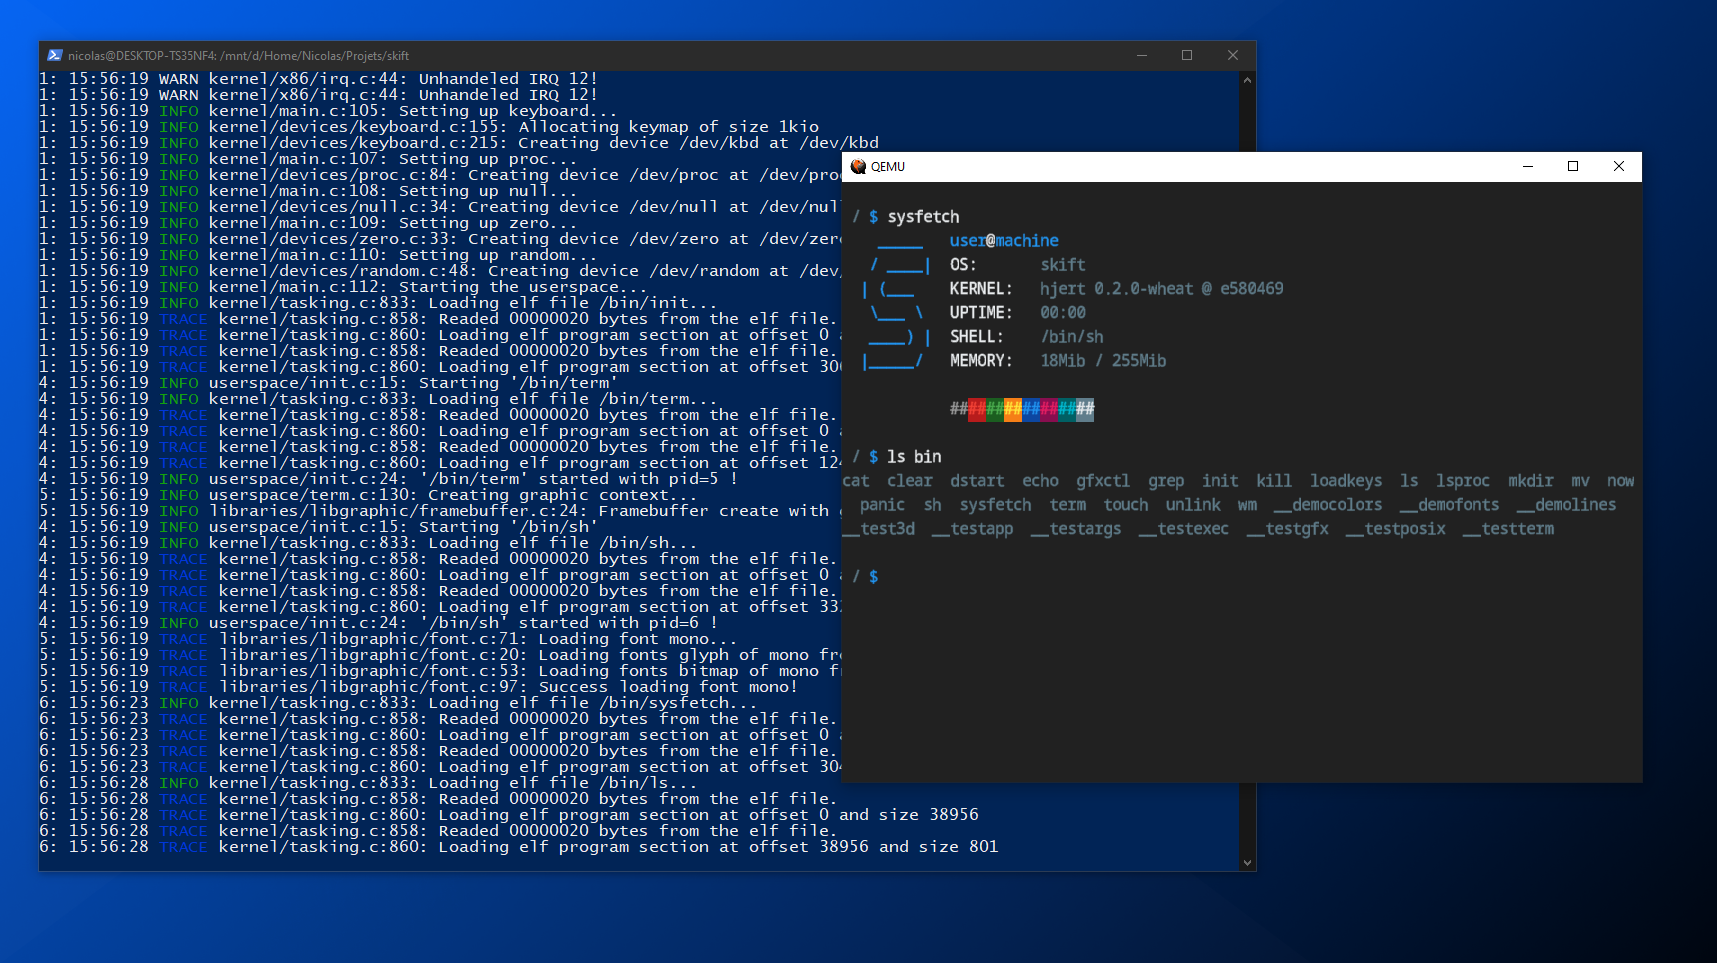 nicolas@DESKTOP-TS35NF4: /mnt/d/Home/Nicolas/Projets/skift
1: 15:56:19 WARN kernel/x86/irq.c:44: Unhandeled IRQ 12!
1: 15:56:19 WARN kernel/x86/irq.c:44: Unhandeled IRQ 12!
1: 15:56:19 INFO kernel/main.c:105: Setting up keyboard...
1: 15:56:19 INFO kernel/devices/keyboard.c:155: Allocating keymap of size 1kio
1: 15:56:19 INFO kernel/devices/keyboard.c:215: Creating device /dev/kbd at /dev/kbd
1: 15:56:19 INFO kernel/main.c:107: Setting up proc...
1: 15:56:19 INFO kernel/devices/proc.c:84: Creating device /dev/proc at /dev/pro
1: 15:56:19 INFO kernel/main.c:108: Setting up null...
1: 15:56:19 INFO kernel/devices/null.c:34: Creating device /dev/null at /dev/nul
1: 15:56:19 INFO kernel/main.c:109: Setting up zero...
1: 15:56:19 INFO kernel/devices/zero.c:33: Creating device /dev/zero at /dev/zer
1: 15:56:19 INFO kernel/main.c:110: Setting up random...
1: 15:56:19 INFO kernel/devices/random.c:48: Creating device /dev/random at /dev/
1: 15:56:19 INFO kernel/main.c:112: Starting the userspace...
1: 15:56:19 INFO kernel/tasking.c:833: Loading elf file /bin/init...
1: 15:56:19 TRACE kernel/tasking.c:858: Readed 00000020 bytes from the elf file.
1: 15:56:19 TRACE kernel/tasking.c:860: Loading elf program section at offset 0 a
1: 15:56:19 TRACE kernel/tasking.c:858: Readed 00000020 bytes from the elf file.
1: 15:56:19 TRACE kernel/tasking.c:860: Loading elf program section at offset 30
4: 15:56:19 INFO userspace/init.c:15: Starting '/bin/term'
4: 15:56:19 INFO kernel/tasking.c:833: Loading elf file /bin/term...
4: 15:56:19 TRACE kernel/tasking.c:858: Readed 00000020 bytes from the elf file.
4: 15:56:19 TRACE kernel/tasking.c:860: Loading elf program section at offset 0 a
4: 15:56:19 TRACE kernel/tasking.c:858: Readed 00000020 bytes from the elf file.
4: 15:56:19 TRACE kernel/tasking.c:860: Loading elf program section at offset 124
4: 15:56:19 INFO userspace/init.c:24: '/bin/term' started with pid=5 !
5: 15:56:19 INFO userspace/term.c:130: Creating graphic context...
5: 15:56:19 INFO libraries/libgraphic/framebuffer.c:24: Framebuffer create with
4: 15:56:19 INFO userspace/init.c:15: Starting '/bin/sh'
4: 15:56:19 INFO kernel/tasking.c:833: Loading elf file /bin/sh...
4: 15:56:19 TRACE kernel/tasking.c:858: Readed 00000020 bytes from the elf file.
4: 15:56:19 TRACE kernel/tasking.c:860: Loading elf program section at offset 0 a
4: 15:56:19 TRACE kernel/tasking.c:858: Readed 00000020 bytes from the elf file.
4: 15:56:19 TRACE kernel/tasking.c:860: Loading elf program section at offset 33
4: 15:56:19 INFO userspace/init.c:24: '/bin/sh' started with pid=6 !
5: 15:56:19 TRACE libraries/libgraphic/font.c:71: Loading font mono...
5: 15:56:19 TRACE libraries/libgraphic/font.c:20: Loading fonts glyph of mono fr
5: 15:56:19 TRACE libraries/libgraphic/font.c:53: Loading fonts bitmap of mono f
5: 15:56:19 TRACE libraries/libgraphic/font.c:97: Success loading font mono!
6: 15:56:23 INFO kernel/tasking.c:833: Loading elf file /bin/sysfetch...
6: 15:56:23 TRACE kernel/tasking.c:858: Readed 00000020 bytes from the elf file.
6: 15:56:23 TRACE kernel/tasking.c:860: Loading elf program section at offset 0 a
6: 15:56:23 TRACE kernel/tasking.c:858: Readed 00000020 bytes from the elf file.
6: 15:56:23 TRACE kernel/tasking.c:860: Loading elf program section at offset 304
6: 15:56:28 INFO kernel/tasking.c:833: Loading elf file /bin/ls...
6: 15:56:28 TRACE kernel/tasking.c:858: Readed 00000020 bytes from the elf file.
6: 15:56:28 TRACE kernel/tasking.c:860: Loading elf program section at offset 0 and size 38956
6: 15:56:28 TRACE kernel/tasking.c:858: Readed 00000020 bytes from the elf file.
6: 15:56:28 TRACE kernel/tasking.c:860: Loading elf program section at offset 38956 and size 801
QEMU
/ $ sysfetch
user@machine
OS: skift
KERNEL: hjert 0.2.0-wheat @ e580469
UPTIME: 00:00
SHELL: /bin/sh
MEMORY: 18Mib / 255Mib
################
/ $ ls bin
cat clear dstart echo gfxctl grep init kill loadkeys ls lsproc mkdir mv now
panic sh sysfetch term touch unlink wm __democolors __demofonts __demolines
__test3d __testapp __testargs __testexec __testgfx __testposix __testterm
/ $